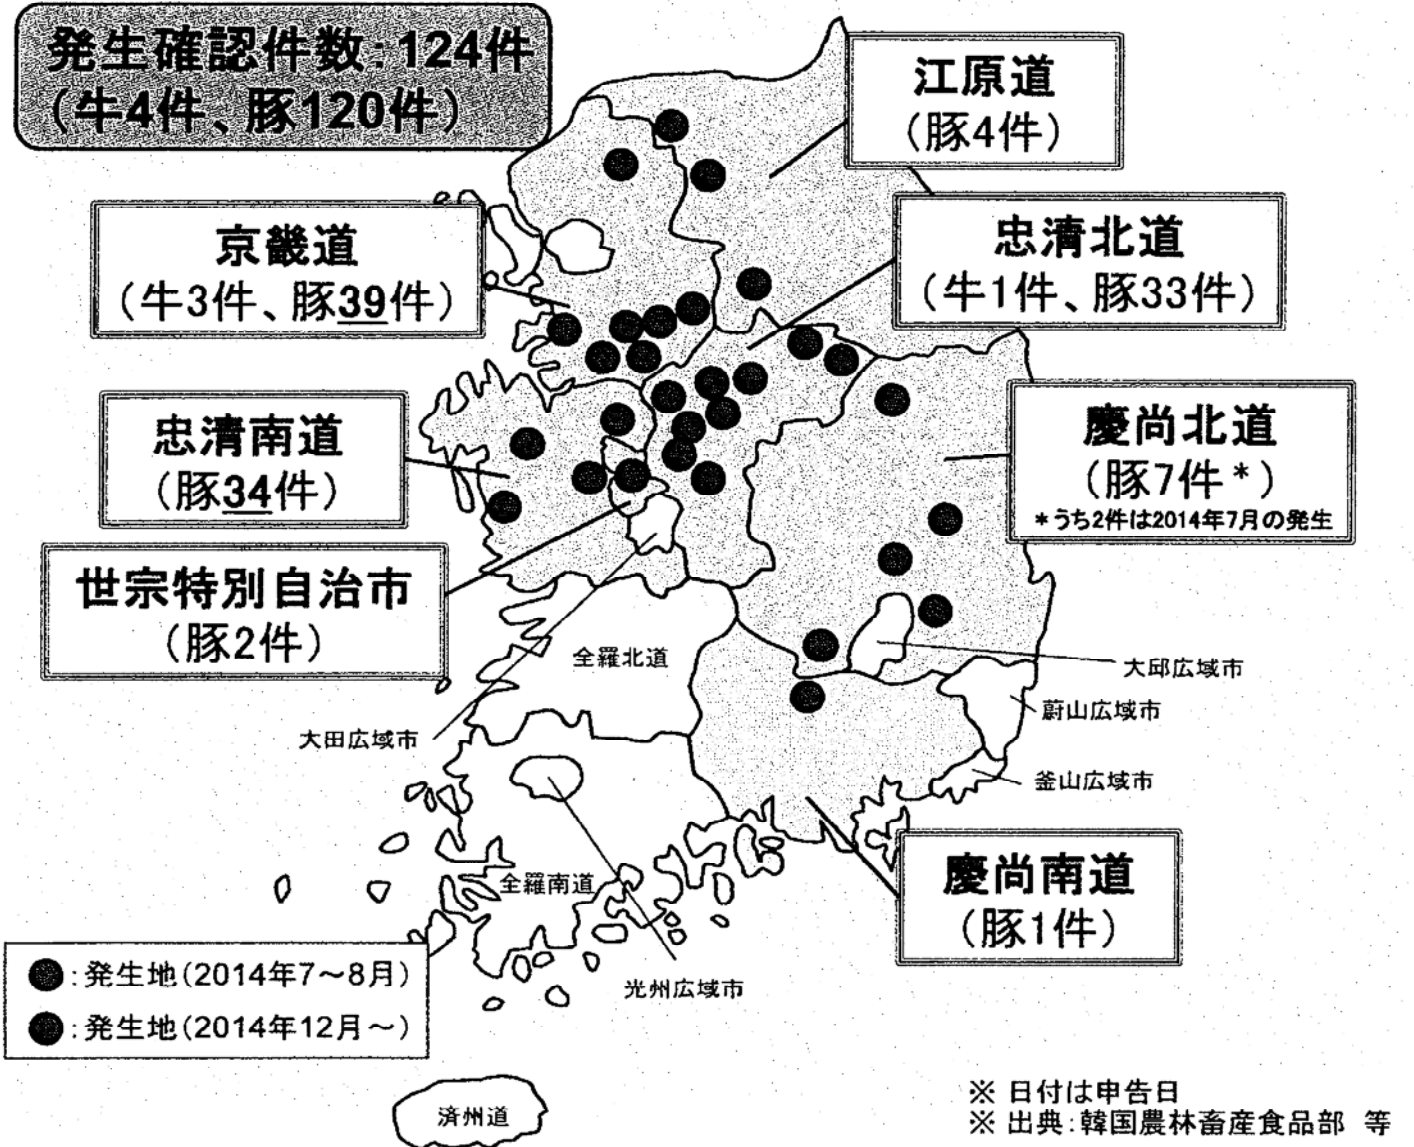 発生確認件数:124件
(牛4件、豚120件)
江原道
(豚4件)
京畿道
(牛3件、豚39件)
忠清北道
(牛1件、豚33件)
忠清南道
(豚34件)
慶尚北道
(豚7件*)
*うち2件は2014年7月の発生
世宗特別自治市
(豚2件)
全羅北道
大邱広域市
蔚山広域市
大田広域市
釜山広域市
全羅南道
慶尚南道
(豚1件)
●:発生地(2014年7～8月)
●:発生地(2014年12月～)
光州広域市
済州道
※ 日付は申告日
※ 出典:韓国農林畜産食品部 等